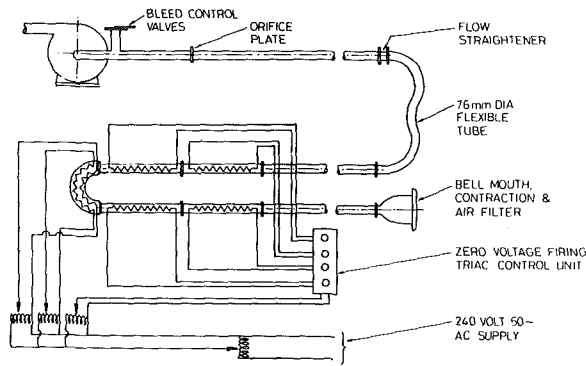 BLEED CONTROL
VALVES
ORIFICE
PLATE
FLOW
STRAIGHTENER
76mm DIA
FLEXIBLE
TUBE
BELL MOUTH,
CONTRACTION &
AIR FILTER
ZERO VOLTAGE FIRING
TRIAC CONTROL UNIT
240 VOLT 50~
AC SUPPLY